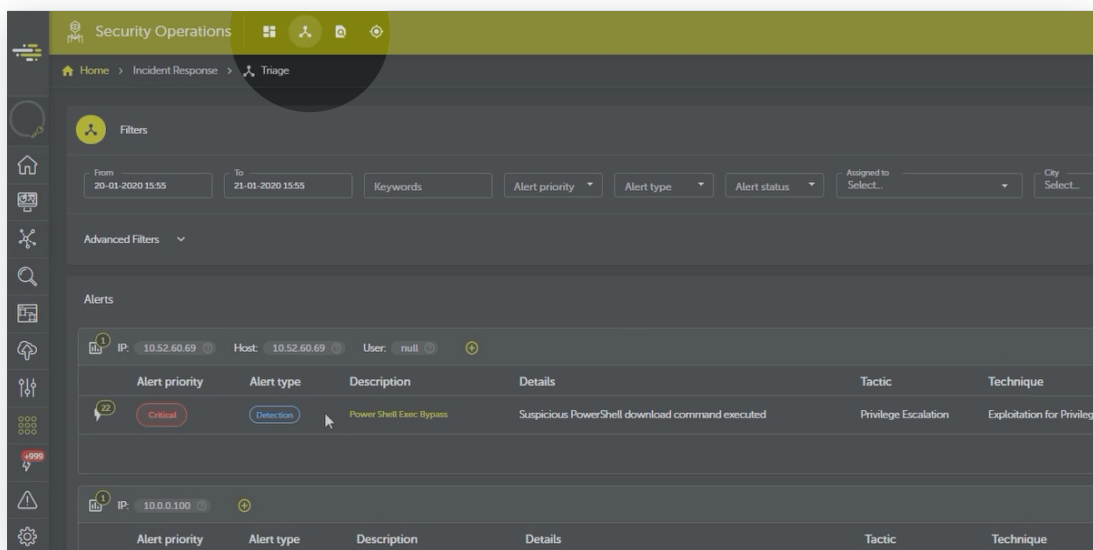 Security Operations
Home > Incident Response > Triage
Filters
From
20-01-2020 15:55
To
21-01-2020 15:55
Keywords
Alert priority
Alert type
Alert status
Assigned to
Select...
City
Select...
Advanced Filters
Alerts
1 IP: 10.52.60.69 Host: 10.52.60.69 User: null
Alert priority Alert type Description Details Tactic Technique
22 Critical Detection Power Shell Exec Bypass Suspicious PowerShell download command executed Privilege Escalation Exploitation for Privileg
+999
1 IP: 10.0.0.100
Alert priority Alert type Description Details Tactic Technique